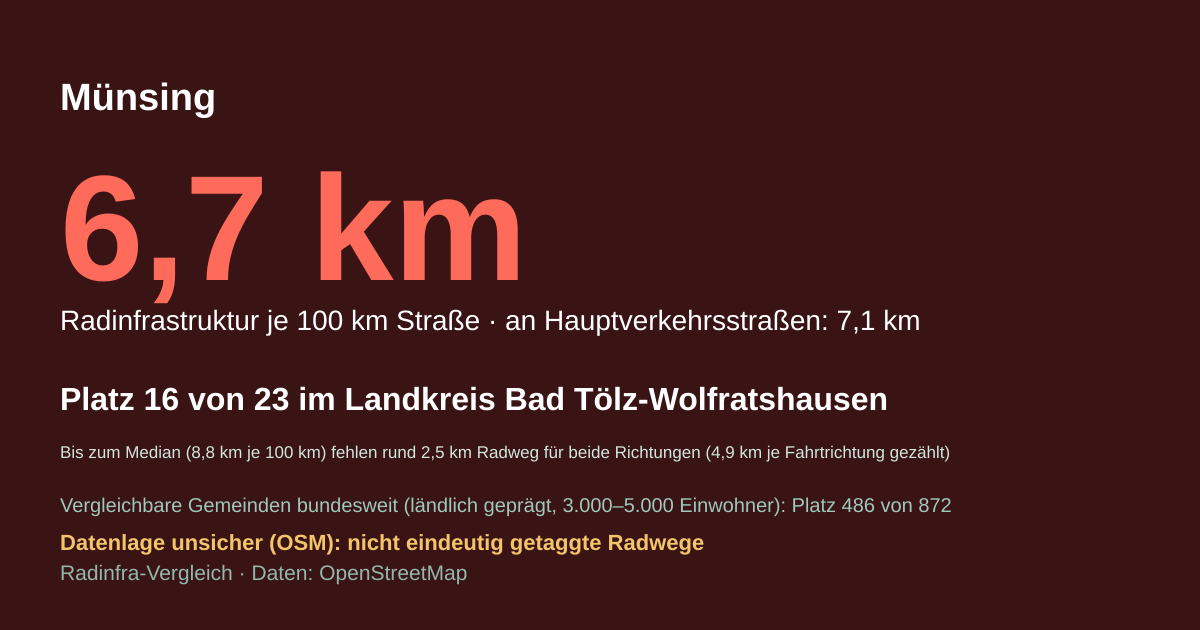 Münsing
6,7 km
Radinfrastruktur je 100 km Straße · an Hauptverkehrsstraßen: 7,1 km
Platz 16 von 23 im Landkreis Bad Tölz-Wolfratshausen
Bis zum Median (8,8 km je 100 km) fehlen rund 2,5 km Radweg für beide Richtungen (4,9 km je Fahrtrichtung gezählt)
Vergleichbare Gemeinden bundesweit (ländlich geprägt, 3.000–5.000 Einwohner): Platz 486 von 872
Datenlage unsicher (OSM): nicht eindeutig getaggte Radwege
Radinfra-Vergleich · Daten: OpenStreetMap